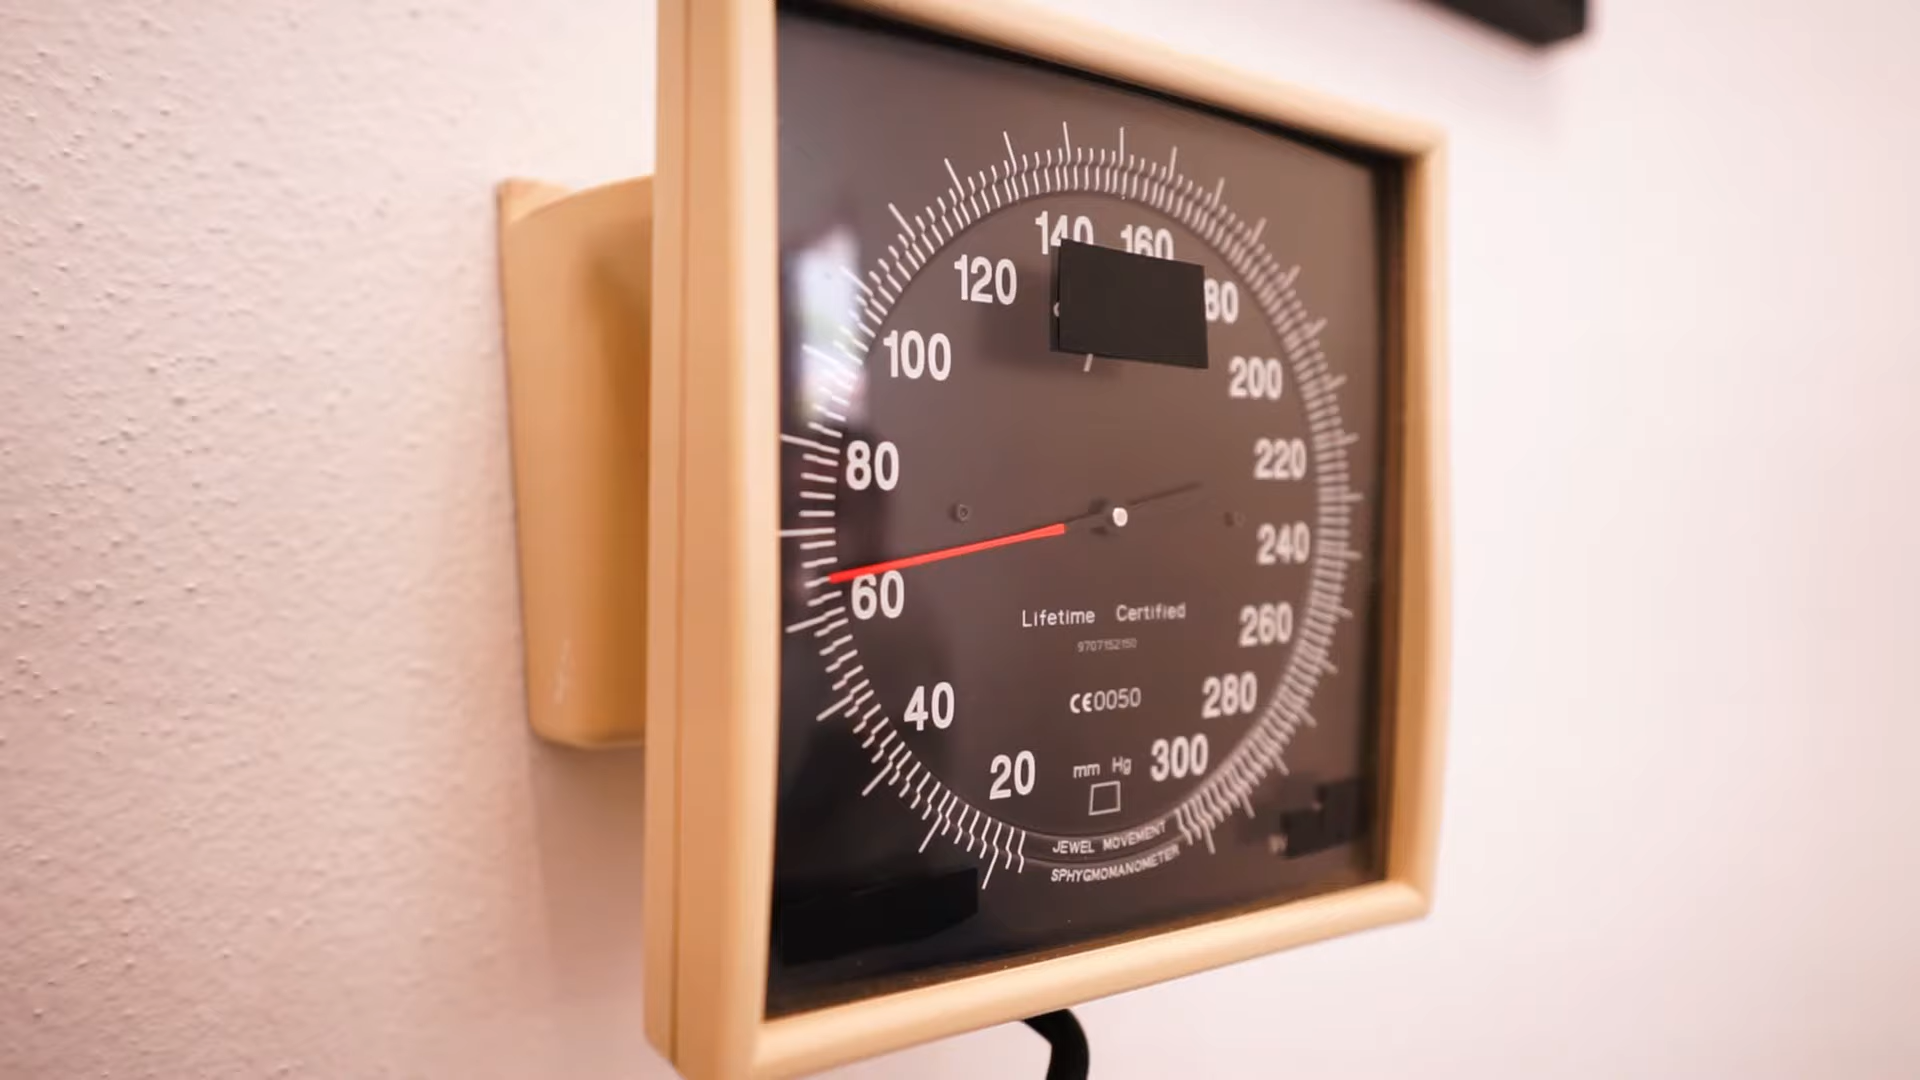 140 160
120 80
100 200
80 220
60 240
Lifetime Certified
9707152150
260
40 CE0050 280
20 mm Hg 300
JEWEL MOVEMENT
SPHYGMOMANOMETER